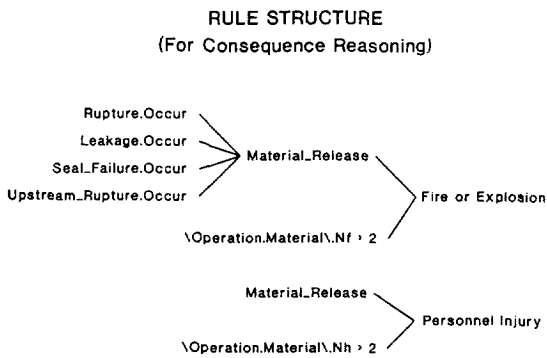 RULE STRUCTURE
(For Consequence Reasoning)
Rupture.Occur
Leakage.Occur
Seal_Failure.Occur
Upstream_Rupture.Occur
Material_Release
Fire or Explosion
\Operation.Material\.Nf > 2
Material_Release
Personnel Injury
\Operation.Material\.Nh > 2